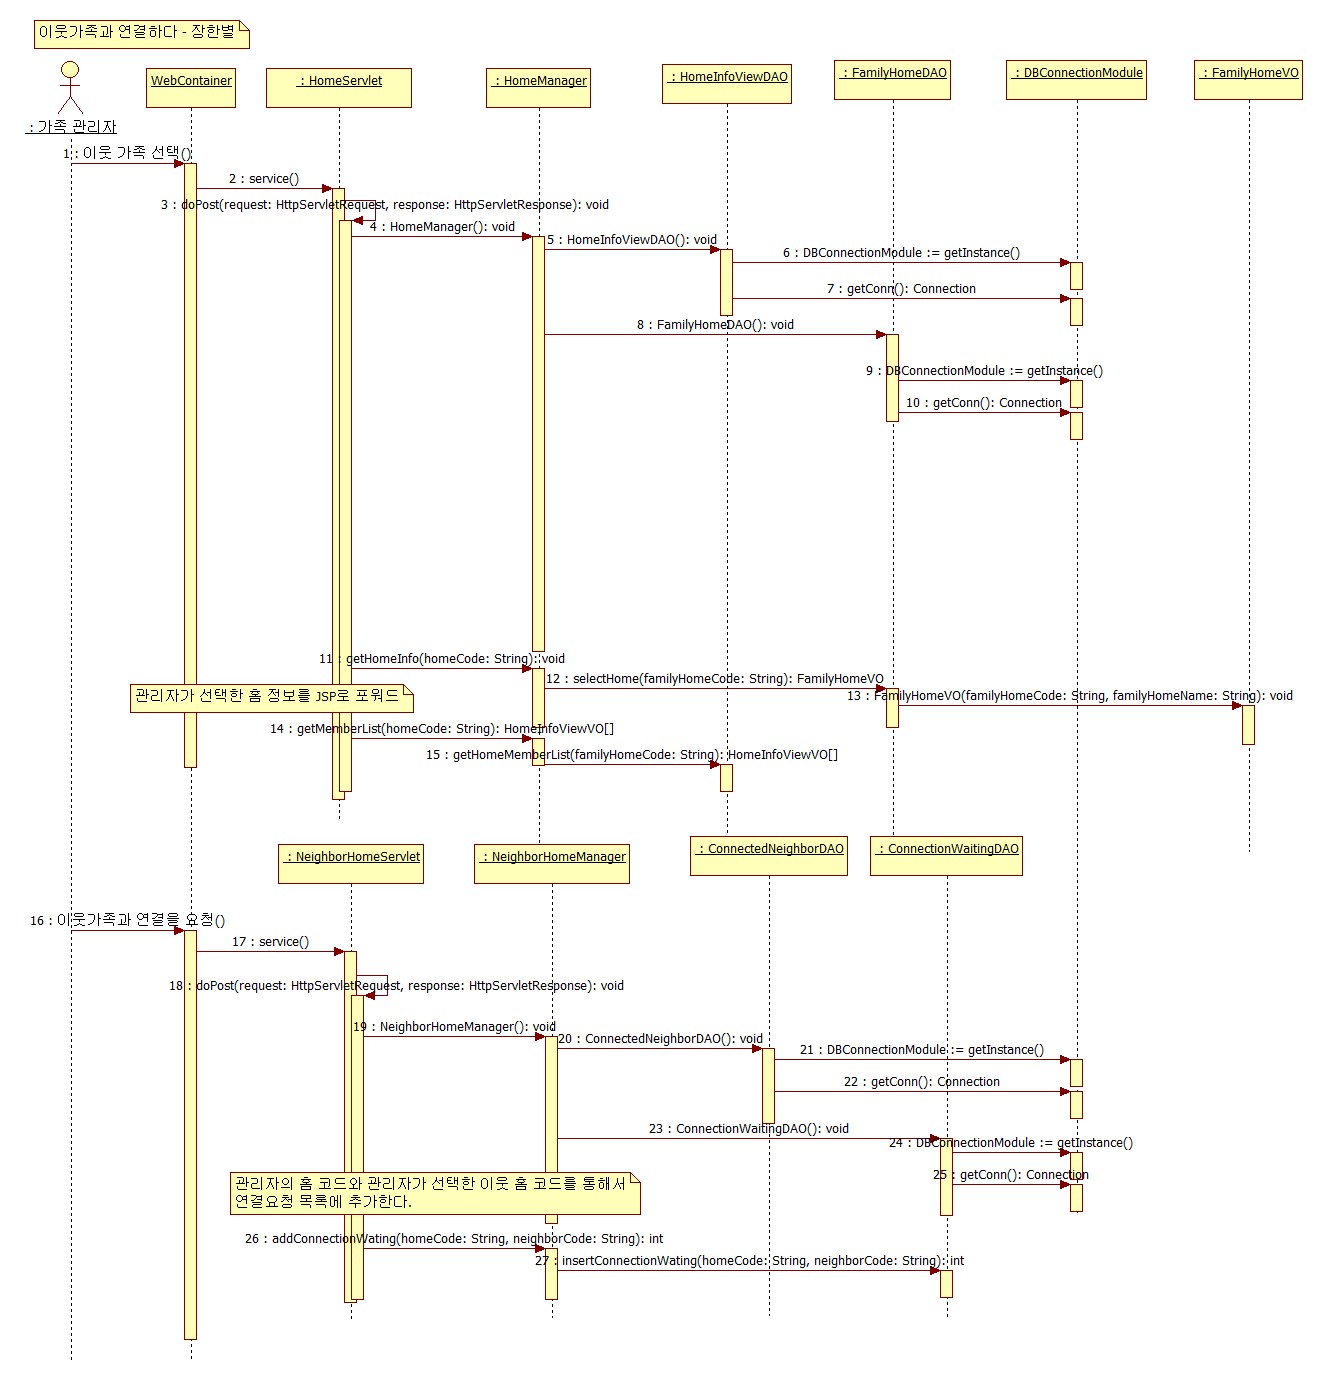 이웃가족과 연결하다 - 장한별
: 가족 관리자
WebContainer
: HomeServlet
: HomeManager
: HomeInfoViewDAO
: FamilyHomeDAO
: DBConnectionModule
: FamilyHomeVO
1 : 이웃 가족 선택()
2 : service()
3 : doPost(request: HttpServletRequest, response: HttpServletResponse): void
4 : HomeManager(): void
5 : HomeInfoViewDAO(): void
6 : DBConnectionModule := getInstance()
7 : getConn(): Connection
8 : FamilyHomeDAO(): void
9 : DBConnectionModule := getInstance()
10 : getConn(): Connection
11 : getHomeInfo(homeCode: String): void
12 : selectHome(familyHomeCode: String): FamilyHomeVO
13 : FamilyHomeVO(familyHomeCode: String, familyHomeName: String): void
관리자가 선택한 홈 정보를 JSP로 포워드
14 : getMemberList(homeCode: String): HomeInfoViewVO[]
15 : getHomeMemberList(familyHomeCode: String): HomeInfoViewVO[]
: NeighborHomeServlet
: NeighborHomeManager
: ConnectedNeighborDAO
: ConnectionWaitingDAO
16 : 이웃가족과 연결을 요청()
17 : service()
18 : doPost(request: HttpServletRequest, response: HttpServletResponse): void
19 : NeighborHomeManager(): void
20 : ConnectedNeighborDAO(): void
21 : DBConnectionModule := getInstance()
22 : getConn(): Connection
23 : ConnectionWaitingDAO(): void
24 : DBConnectionModule := getInstance()
25 : getConn(): Connection
관리자의 홈 코드와 관리자가 선택한 이웃 홈 코드를 통해서
연결요청 목록에 추가한다.
26 : addConnectionWating(homeCode: String, neighborCode: String): int
27 : insertConnectionWating(homeCode: String, neighborCode: String): int